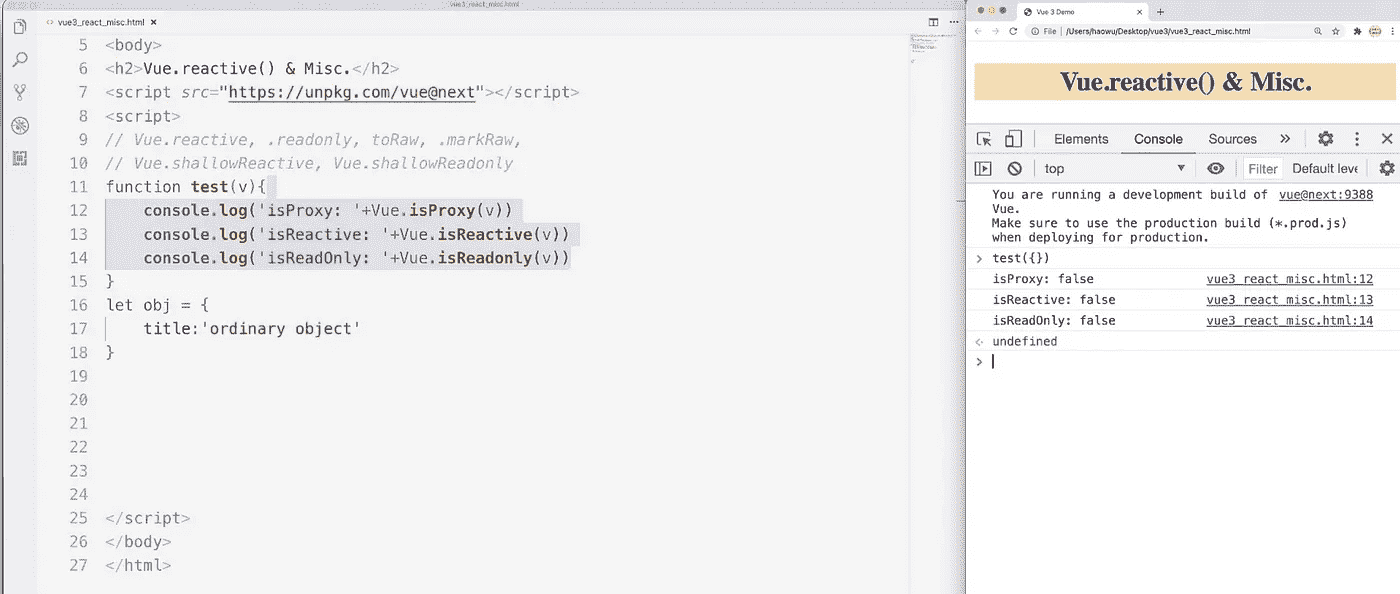 vue3_react_misc.html
<> vue3_react_misc.html ×
5 <body>
6 <h2>Vue.reactive() & Misc.</h2>
7 <script src="https://unpkg.com/vue@next"></script>
8 <script>
9 // Vue.reactive, .readonly, toRaw, .markRaw,
10 // Vue.shallowReactive, Vue.shallowReadonly
11 function test(v){
12 console.log('isProxy: '+Vue.isProxy(v))
13 console.log('isReactive: '+Vue.isReactive(v))
14 console.log('isReadOnly: '+Vue.isReadonly(v))
15 }
16 let obj = {
17 title:'ordinary object'
18 }
19
20
21
22
23
24
25 </script>
26 </body>
27 </html>
Vue 3 Demo
File | /Users/haowu/Desktop/vue3/vue3_react_misc.html
Vue.reactive() & Misc.
Elements Console Sources »
top Filter Default leve
You are running a development build of vue@next:9388
Vue.
Make sure to use the production build (*.prod.js)
when deploying for production.
> test({})
isProxy: false vue3_react_misc.html:12
isReactive: false vue3_react_misc.html:13
isReadOnly: false vue3_react_misc.html:14
undefined
>